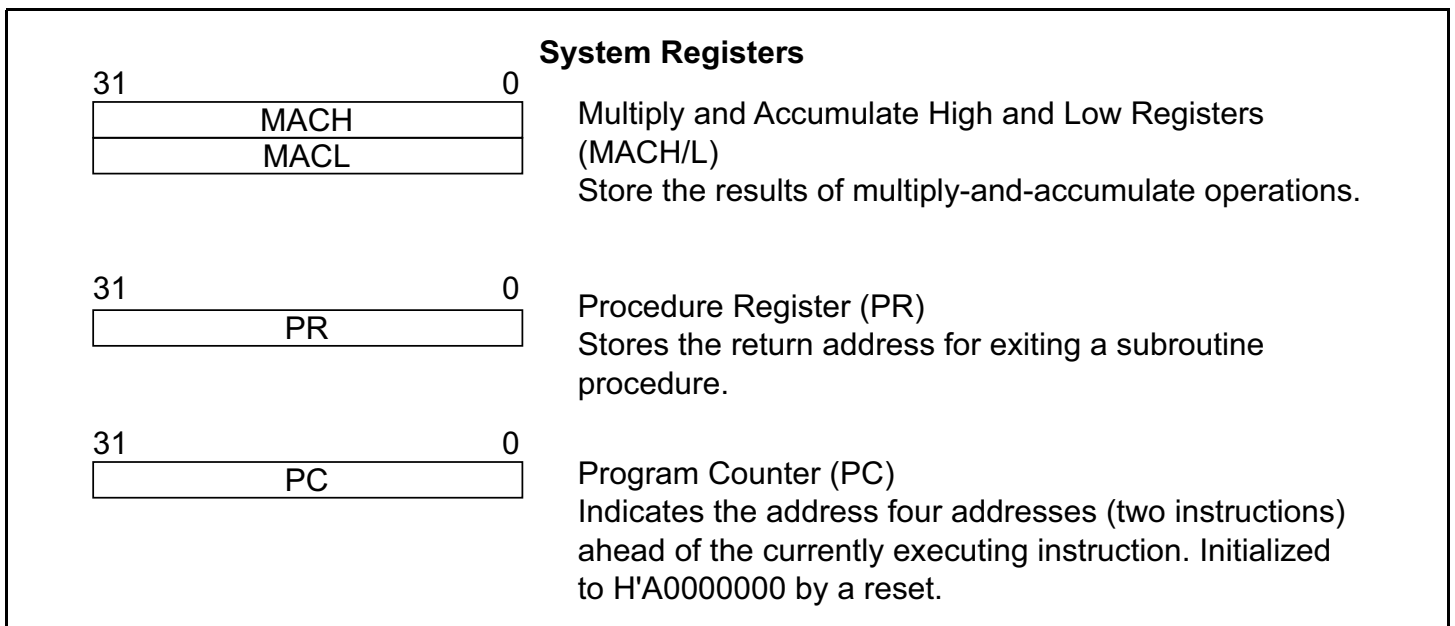 System Registers
31 0
MACH
MACL
Multiply and Accumulate High and Low Registers
(MACH/L)
Store the results of multiply-and-accumulate operations.
31 0
PR
Procedure Register (PR)
Stores the return address for exiting a subroutine
procedure.
31 0
PC
Program Counter (PC)
Indicates the address four addresses (two instructions)
ahead of the currently executing instruction. Initialized
to H'A0000000 by a reset.